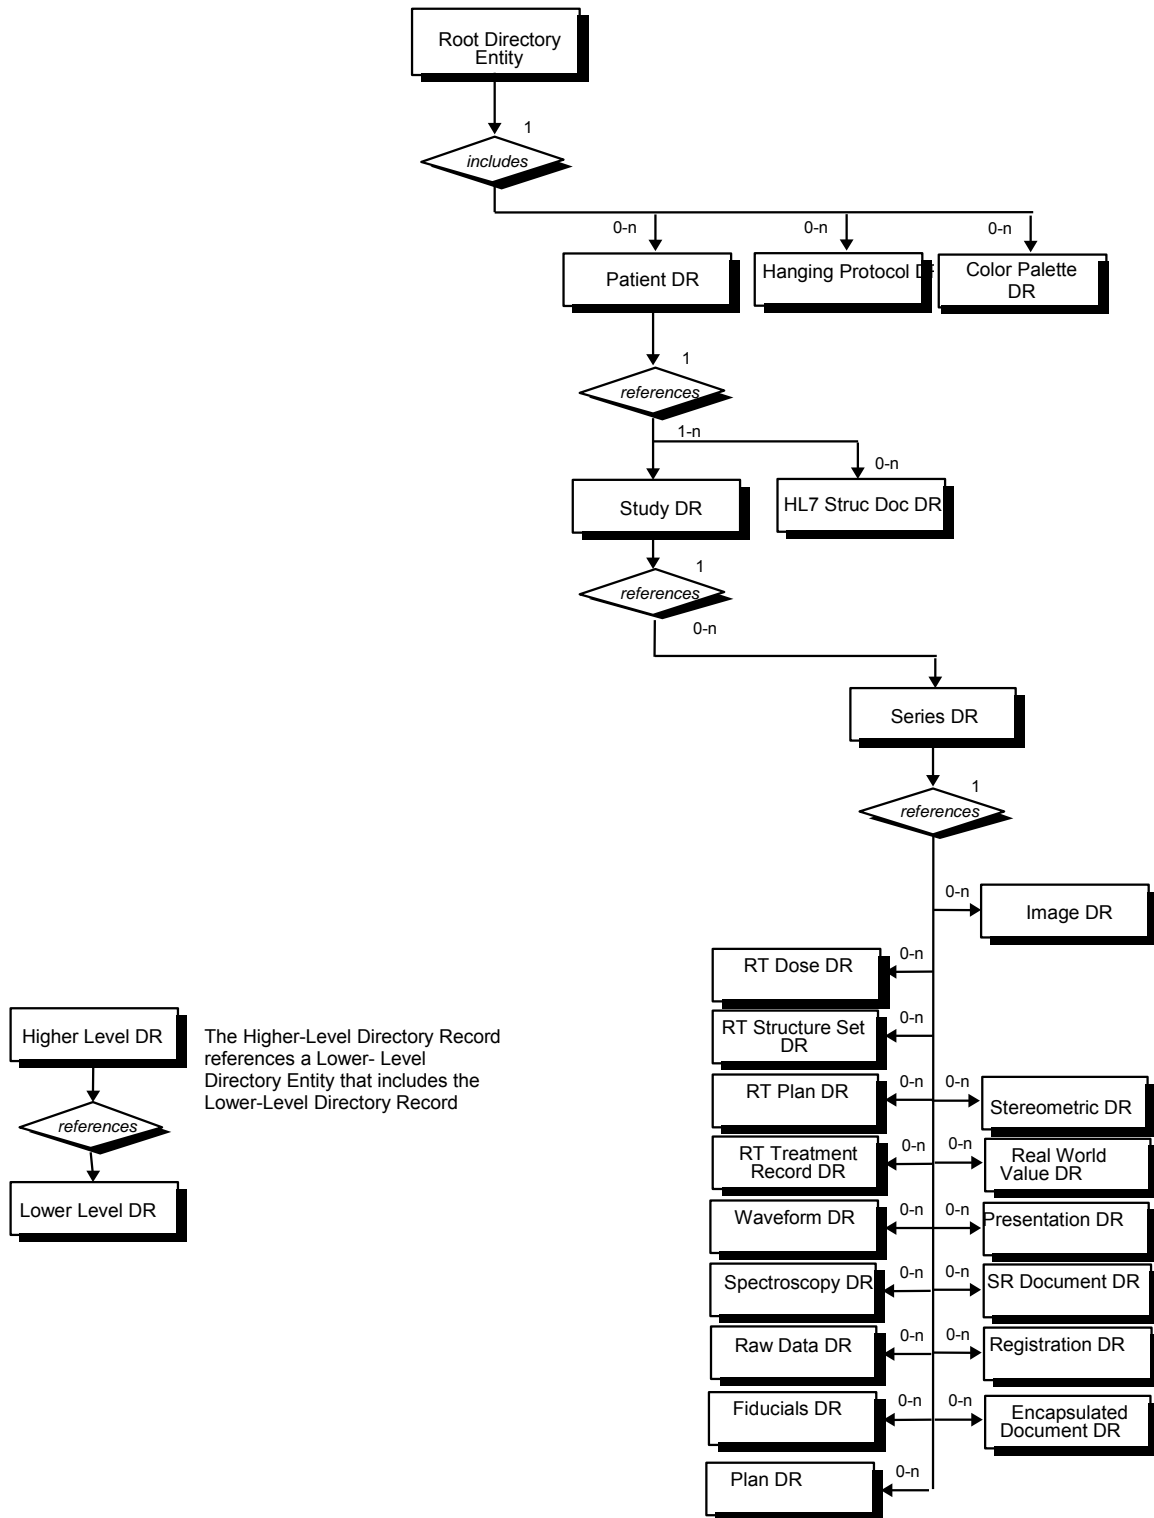 Root Directory
Entity
1
includes
0-n
0-n
0-n
Patient DR
Hanging Protocol DR
Color Palette
DR
1
references
1-n
0-n
Study DR
HL7 Struc Doc DR
1
references
0-n
Series DR
1
references
0-n
Image DR
RT Dose DR
0-n
RT Structure Set
DR
0-n
RT Plan DR
0-n
0-n
Stereometric DR
RT Treatment
Record DR
0-n
0-n
Real World
Value DR
Waveform DR
0-n
0-n
Presentation DR
Spectroscopy DR
0-n
0-n
SR Document DR
Raw Data DR
0-n
0-n
Registration DR
Fiducials DR
0-n
0-n
Encapsulated
Document DR
Plan DR
0-n
Higher Level DR
references
Lower Level DR
The Higher-Level Directory Record
references a Lower- Level
Directory Entity that includes the
Lower-Level Directory Record